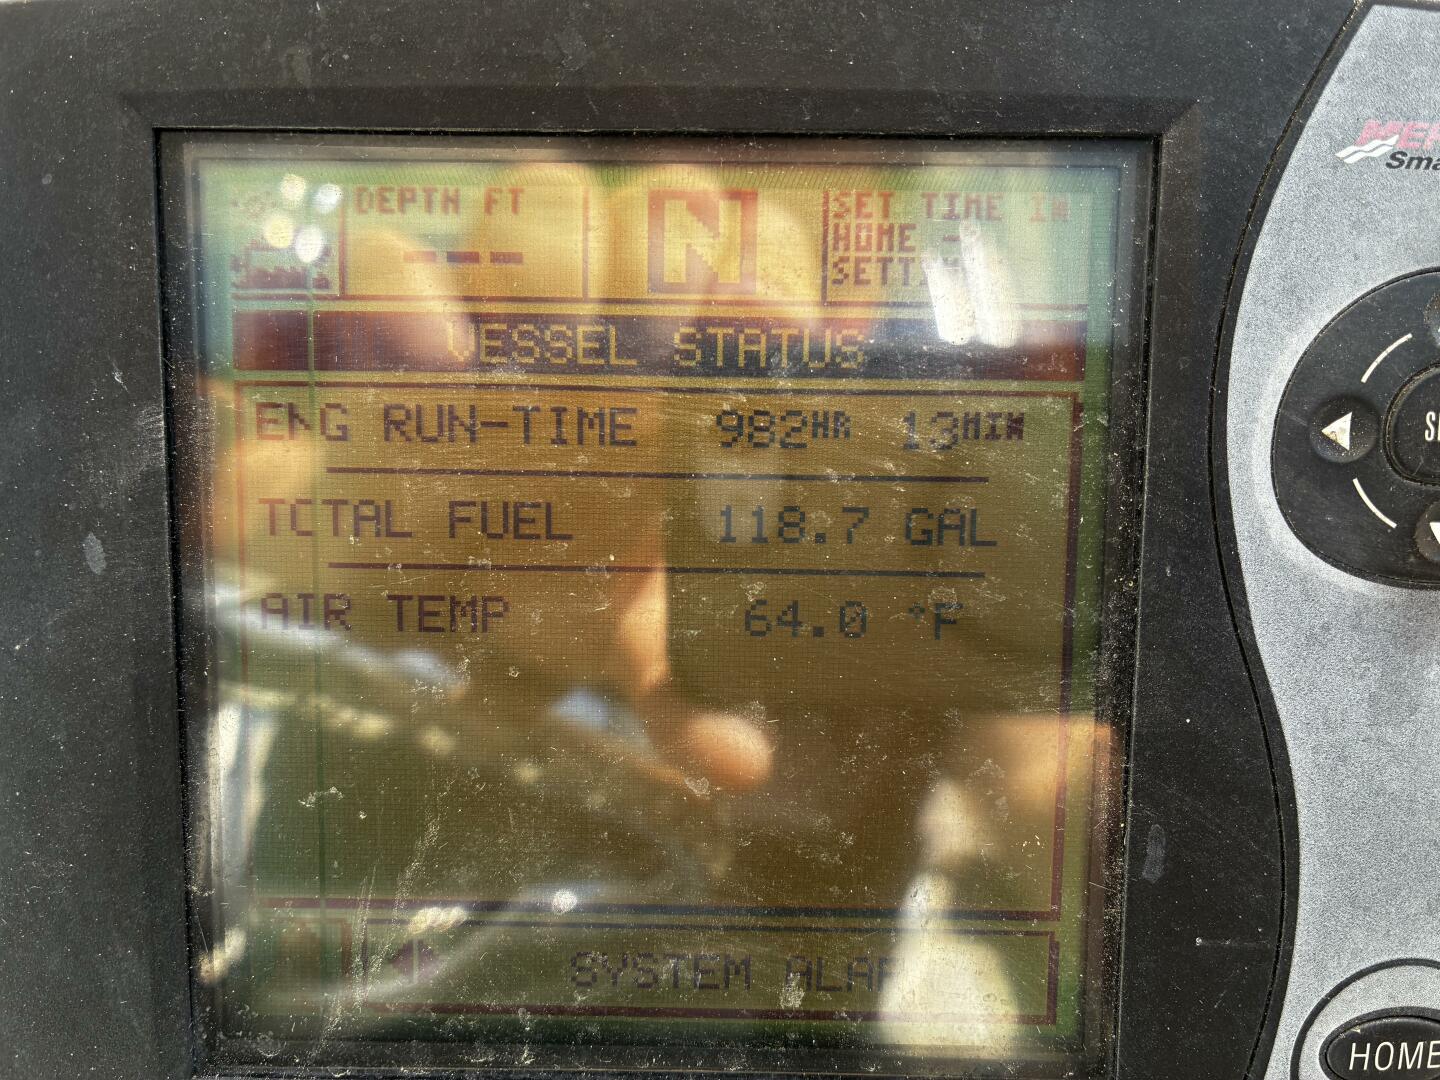 DEPTH FT
---
N
SET TIME IN
HOME -
VESSEL STATUS
ENG RUN-TIME 982HR 13MIN
TOTAL FUEL 118.7 GAL
AIR TEMP 64.0 °F
SYSTEM
HOME